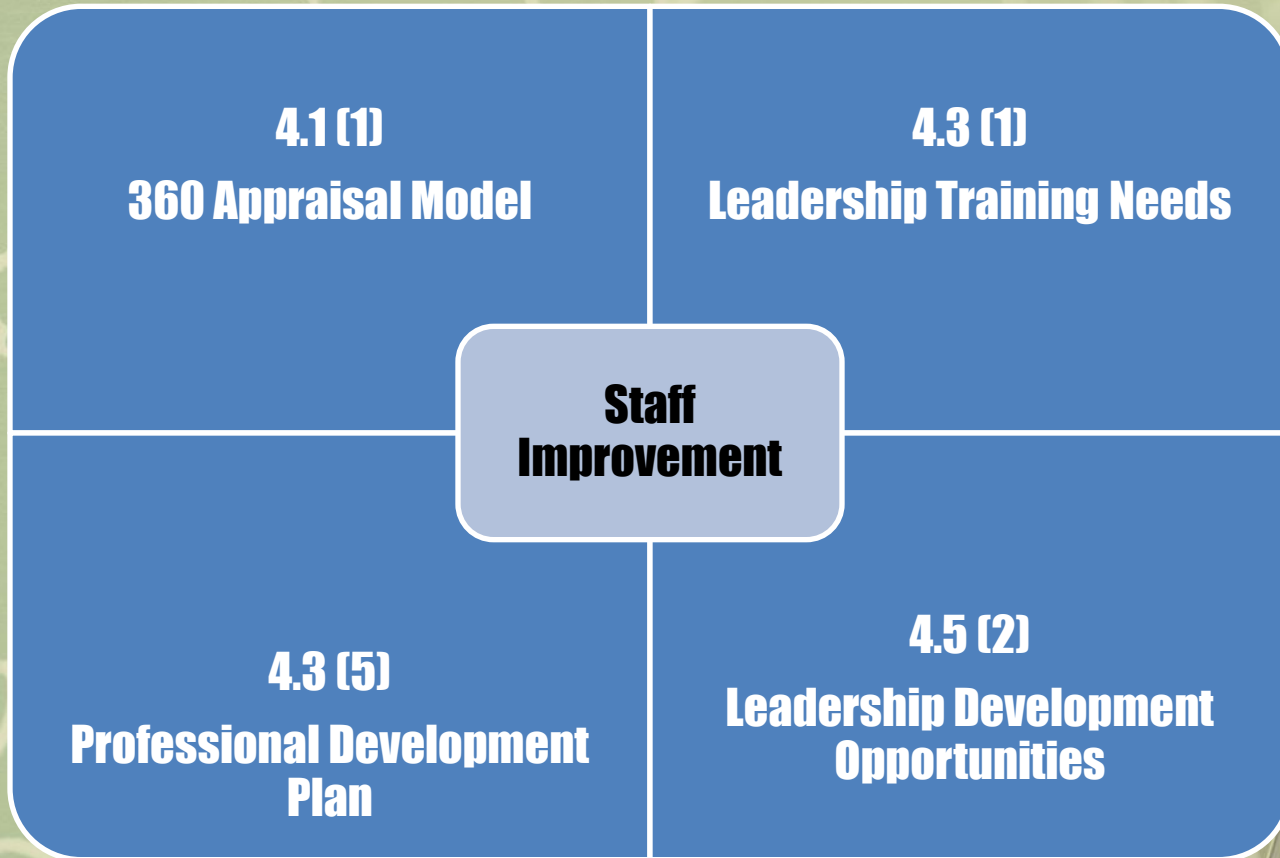 4.1 (1)
360 Appraisal Model
4.3 (1)
Leadership Training Needs
Staff
Improvement
4.3 (5)
Professional Development
Plan
4.5 (2)
Leadership Development
Opportunities